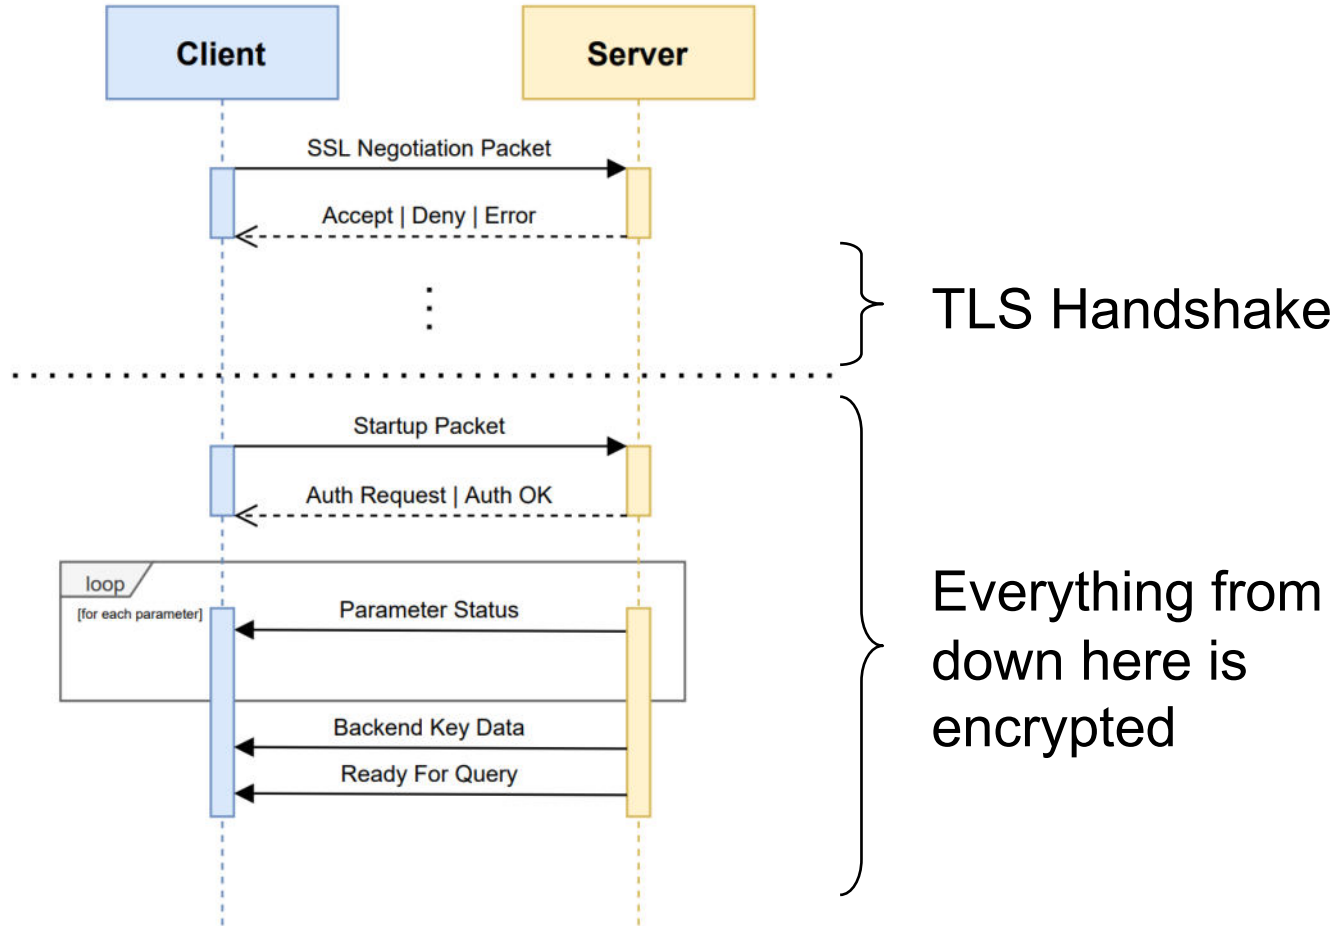 Client
Server
SSL Negotiation Packet
Accept | Deny | Error
TLS Handshake
Startup Packet
Auth Request | Auth OK
loop
[for each parameter]
Parameter Status
Backend Key Data
Ready For Query
Everything from
down here is
encrypted